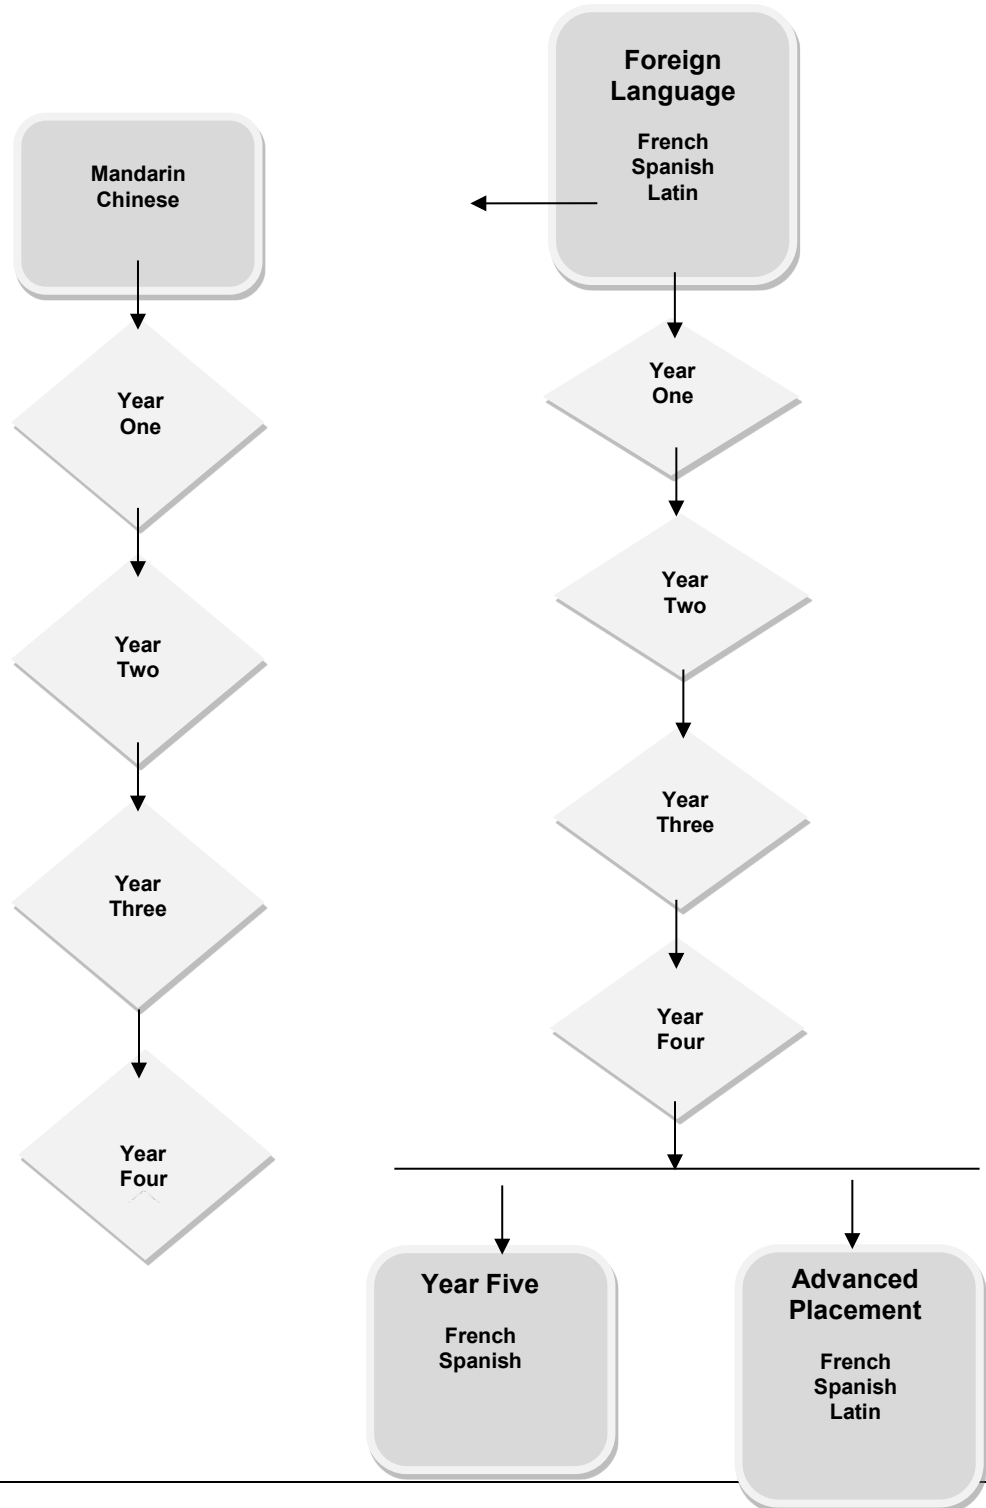 Foreign
Language
French
Spanish
Latin
Mandarin
Chinese
Year
One
Year
Two
Year
Three
Year
Four
Year
One
Year
Two
Year
Three
Year
Four
Year Five
French
Spanish
Advanced
Placement
French
Spanish
Latin